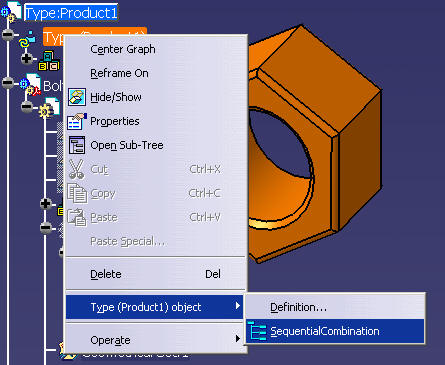 Type:Product1
Type (Product1)
Center Graph
Reframe On
Hide/Show
Properties
Open Sub-Tree
Cut Ctrl+X
Copy Ctrl+C
Paste Ctrl+V
Paste Special...
Delete Del
Type (Product1) object
Definition...
SequentialCombination
Operate